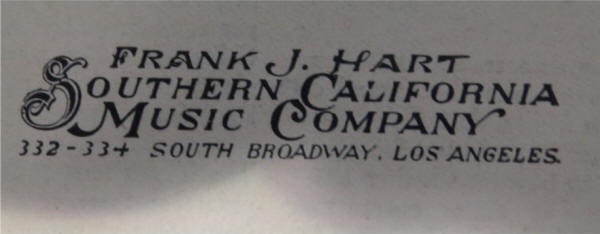 FRANK J. HART
SOUTHERN CALIFORNIA
MUSIC COMPANY
332-334 SOUTH BROADWAY. LOS ANGELES.